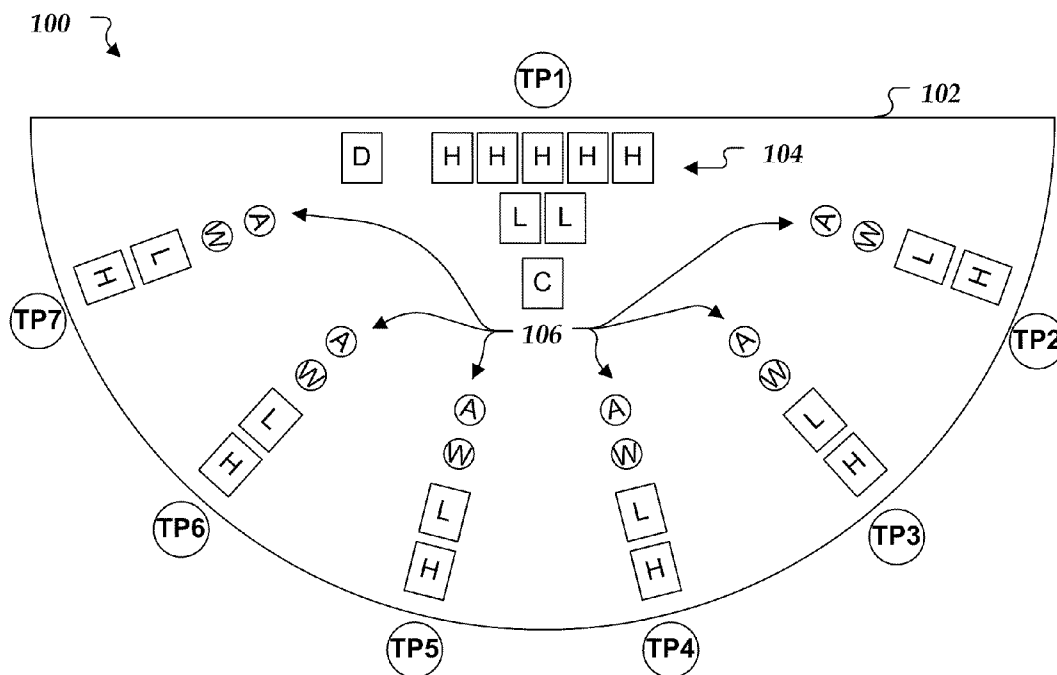 100
TP1
102
D H H H H H
104
L L
C
106
A W L H
TP7
A W L H
TP2
A W L H
TP6
A W L H
TP3
A W L H
TP5
A W L H
TP4